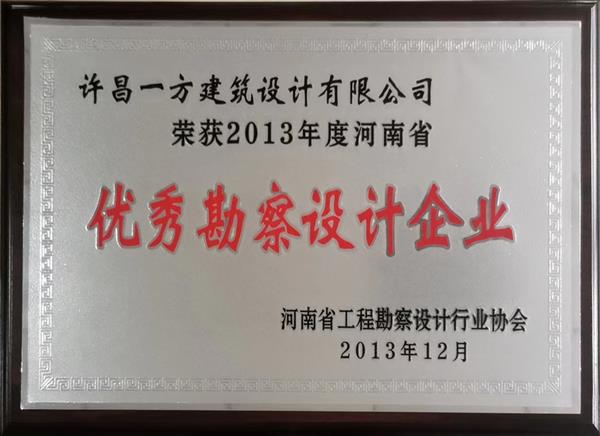 许昌一方建筑设计有限公司
荣获2013年度河南省
优秀勘察设计企业
河南省工程勘察设计行业协会
2013年12月